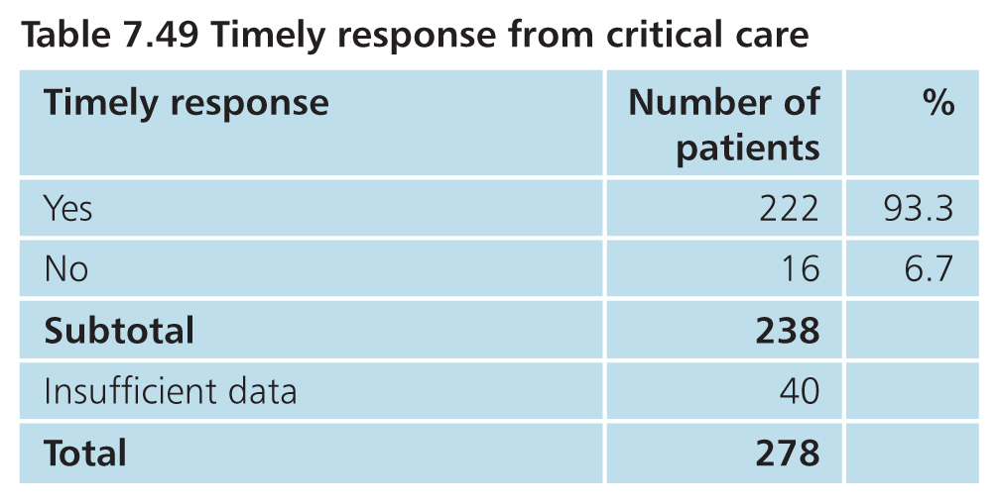 Table 7.49 Timely response from critical care
Timely response Number of patients %
Yes 222 93.3
No 16 6.7
Subtotal 238
Insufficient data 40
Total 278